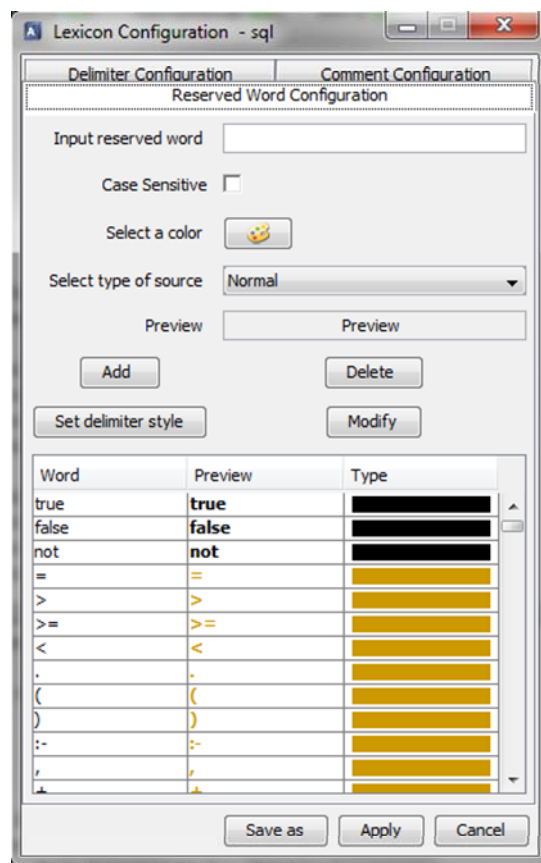 Lexicon Configuration - sql
Delimiter Configuration Comment Configuration
Reserved Word Configuration
Input reserved word
Case Sensitive
Select a color
Select type of source Normal
Preview Preview
Add Delete
Set delimiter style Modify
Word Preview Type
true true
false false
not not
= =
> >
>= >=
< <
. .
( (
) )
:- :-
, ,
+ +
Save as Apply Cancel